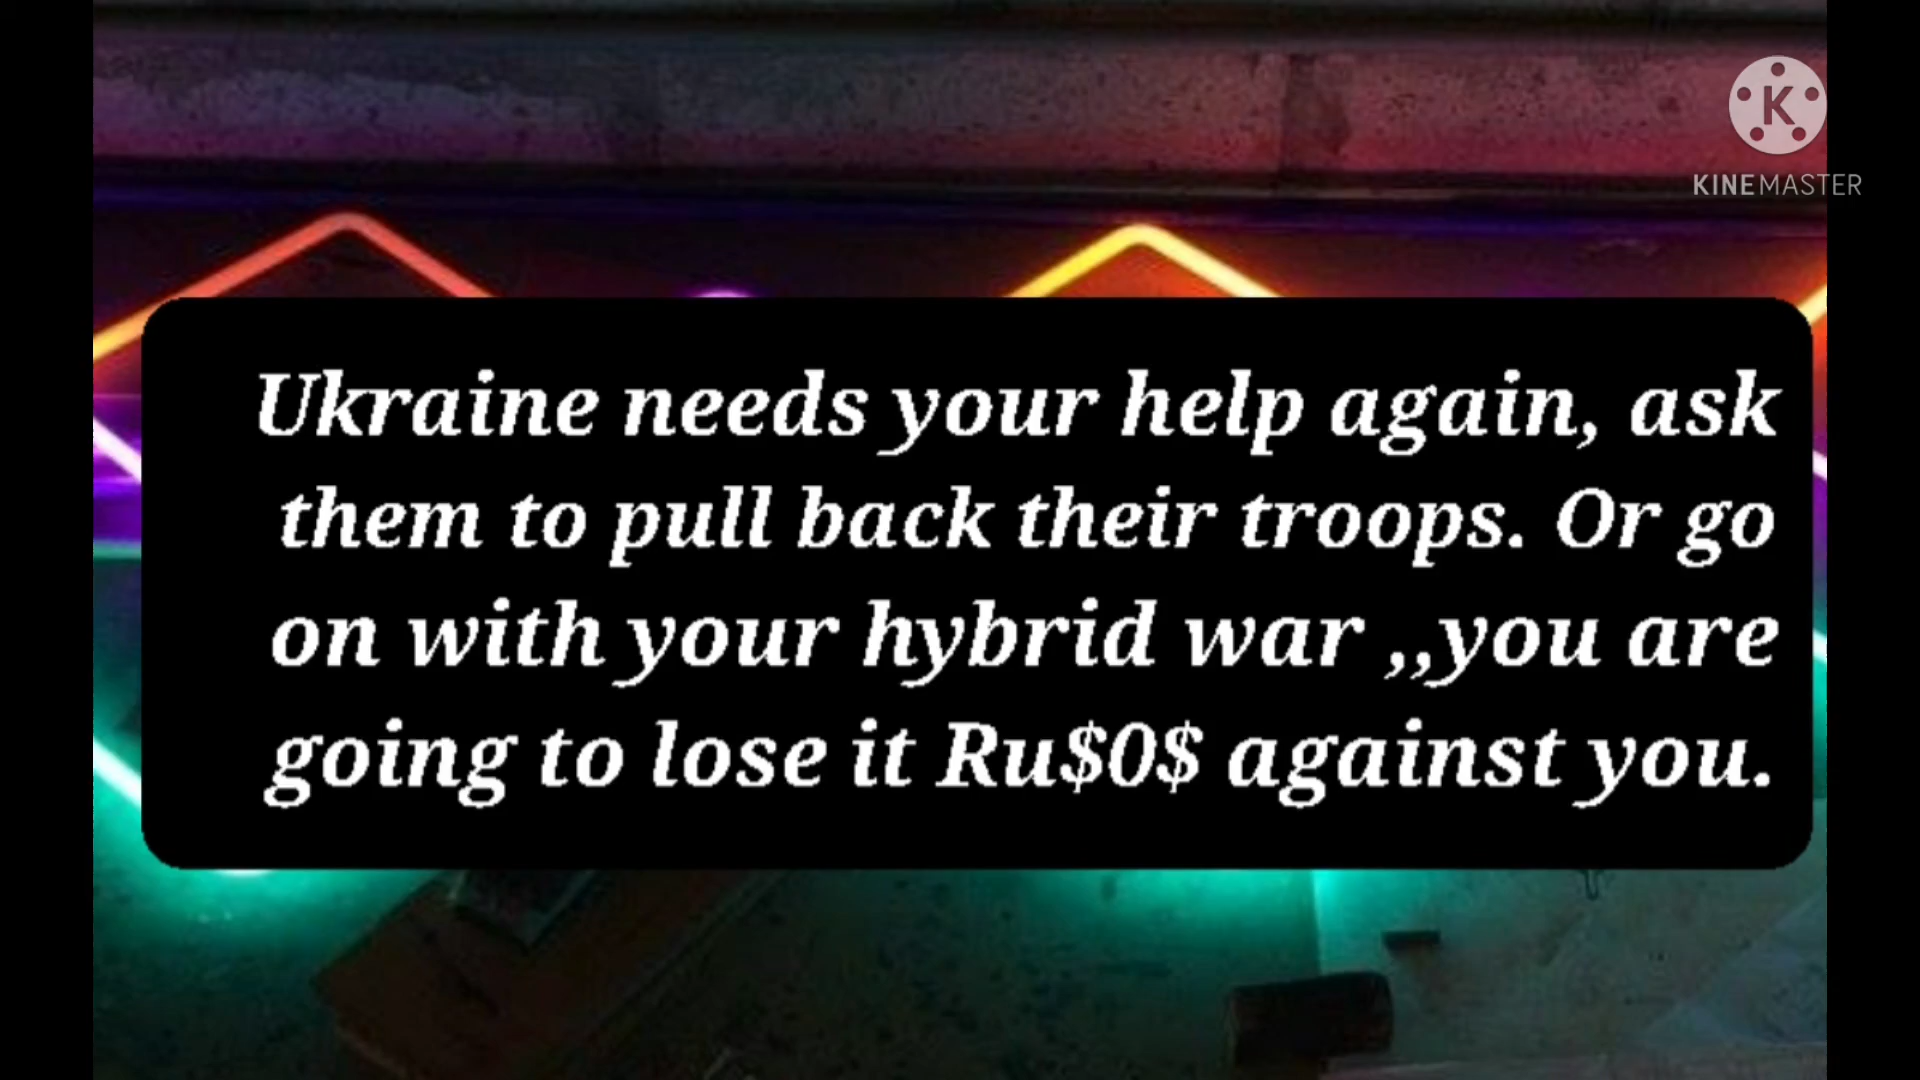 K
KINEMASTER
Ukraine needs your help again, ask
them to pull back their troops. Or go
on with your hybrid war ,,you are
going to lose it Ru$0$ against you.